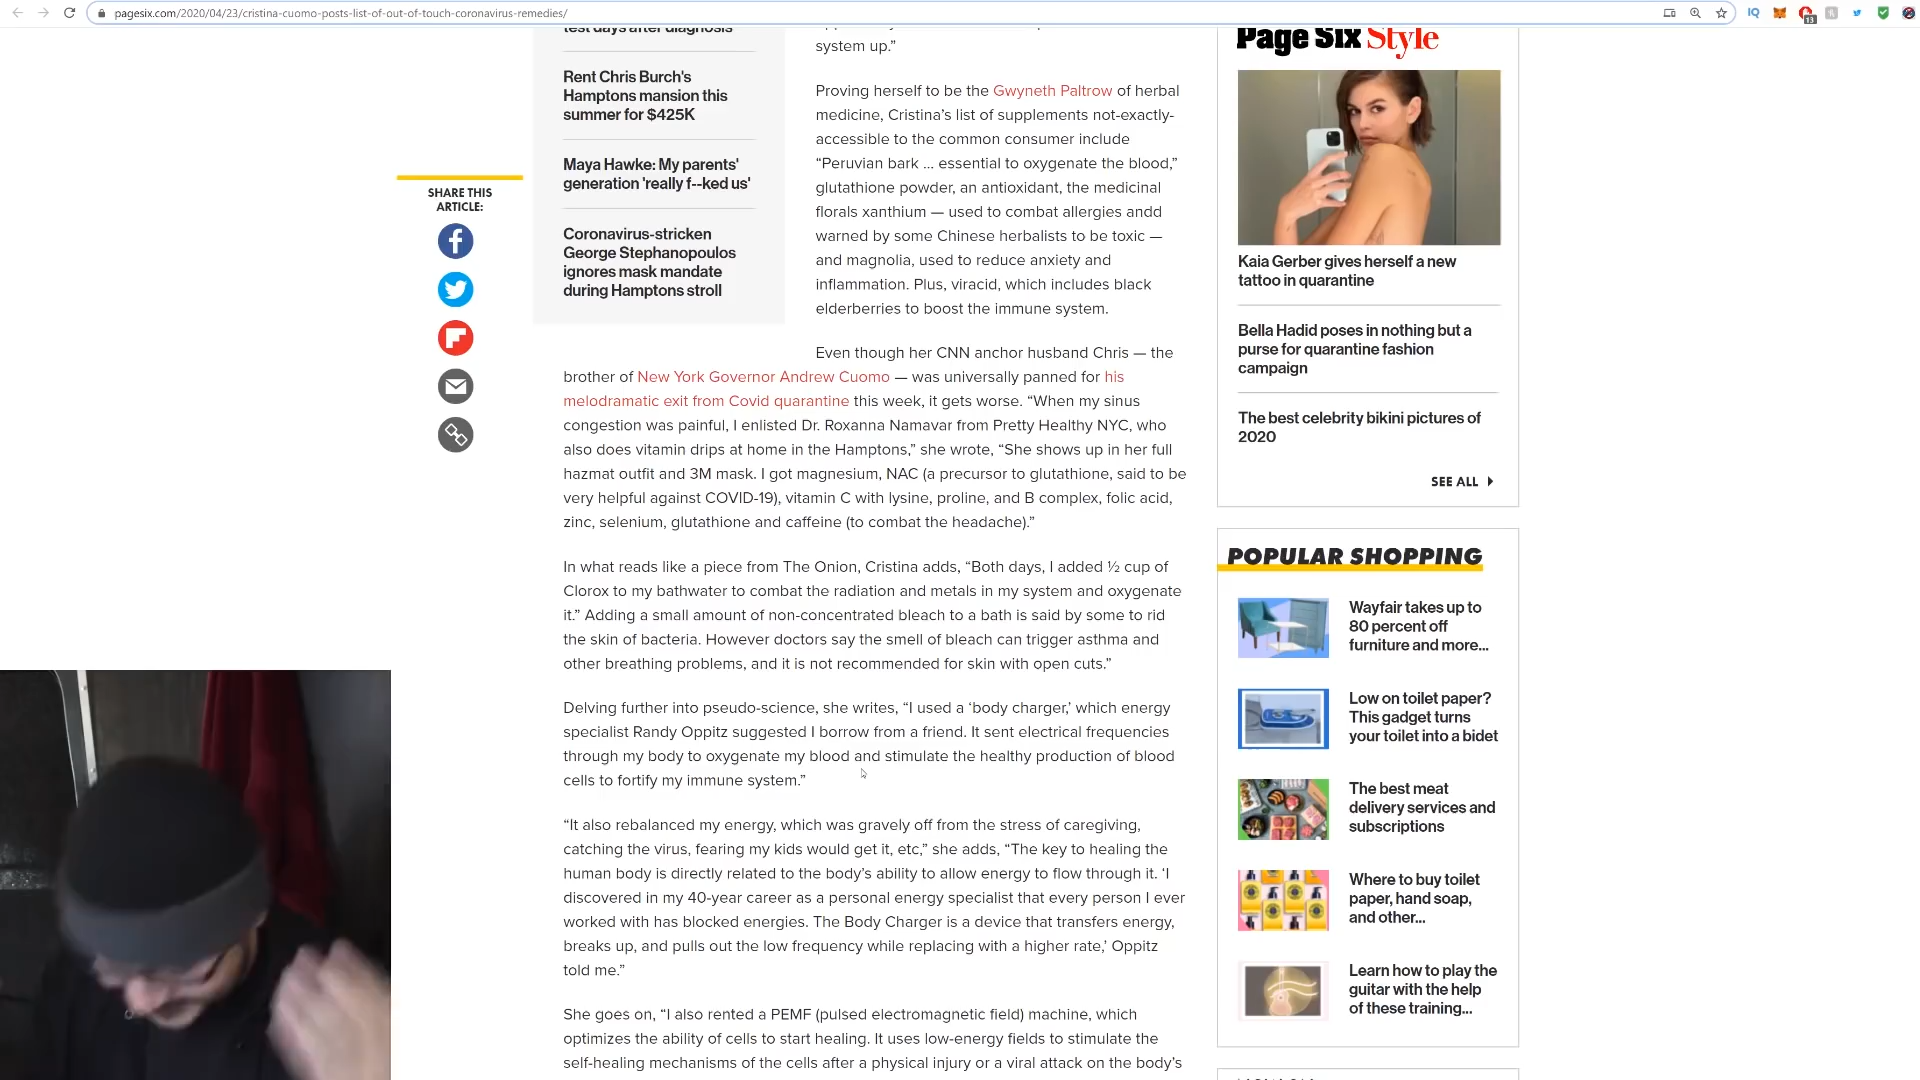 pagesix.com/2020/04/23/cristina-cuomo-posts-list-of-out-of-touch-coronavirus-remedies/
IQ
13
test days after diagnosis
Rent Chris Burch's
Hamptons mansion this
summer for $425K
Maya Hawke: My parents'
generation 'really f--ked us'
Coronavirus-stricken
George Stephanopoulos
ignores mask mandate
during Hamptons stroll
SHARE THIS
ARTICLE:
system up.”
Proving herself to be the Gwyneth Paltrow of herbal
medicine, Cristina’s list of supplements not-exactly-
accessible to the common consumer include
“Peruvian bark ... essential to oxygenate the blood,”
glutathione powder, an antioxidant, the medicinal
florals xanthium — used to combat allergies andd
warned by some Chinese herbalists to be toxic —
and magnolia, used to reduce anxiety and
inflammation. Plus, viracid, which includes black
elderberries to boost the immune system.
Even though her CNN anchor husband Chris — the
brother of New York Governor Andrew Cuomo — was universally panned for his
melodramatic exit from Covid quarantine this week, it gets worse. “When my sinus
congestion was painful, I enlisted Dr. Roxanna Namavar from Pretty Healthy NYC, who
also does vitamin drips at home in the Hamptons,” she wrote, “She shows up in her full
hazmat outfit and 3M mask. I got magnesium, NAC (a precursor to glutathione, said to be
very helpful against COVID-19), vitamin C with lysine, proline, and B complex, folic acid,
zinc, selenium, glutathione and caffeine (to combat the headache).”
In what reads like a piece from The Onion, Cristina adds, “Both days, I added ½ cup of
Clorox to my bathwater to combat the radiation and metals in my system and oxygenate
it.” Adding a small amount of non-concentrated bleach to a bath is said by some to rid
the skin of bacteria. However doctors say the smell of bleach can trigger asthma and
other breathing problems, and it is not recommended for skin with open cuts.”
Delving further into pseudo-science, she writes, “I used a ‘body charger,’ which energy
specialist Randy Oppitz suggested I borrow from a friend. It sent electrical frequencies
through my body to oxygenate my blood and stimulate the healthy production of blood
cells to fortify my immune system.”
“It also rebalanced my energy, which was gravely off from the stress of caregiving,
catching the virus, fearing my kids would get it, etc,” she adds, “The key to healing the
human body is directly related to the body’s ability to allow energy to flow through it. ‘I
discovered in my 40-year career as a personal energy specialist that every person I ever
worked with has blocked energies. The Body Charger is a device that transfers energy,
breaks up, and pulls out the low frequency while replacing with a higher rate,’ Oppitz
told me.”
She goes on, “I also rented a PEMF (pulsed electromagnetic field) machine, which
optimizes the ability of cells to start healing. It uses low-energy fields to stimulate the
self-healing mechanisms of the cells after a physical injury or a viral attack on the body’s
Page Six Style
Kaia Gerber gives herself a new
tattoo in quarantine
Bella Hadid poses in nothing but a
purse for quarantine fashion
campaign
The best celebrity bikini pictures of
2020
SEE ALL
POPULAR SHOPPING
Wayfair takes up to
80 percent off
furniture and more...
Low on toilet paper?
This gadget turns
your toilet into a bidet
The best meat
delivery services and
subscriptions
Where to buy toilet
paper, hand soap,
and other...
Learn how to play the
guitar with the help
of these training...